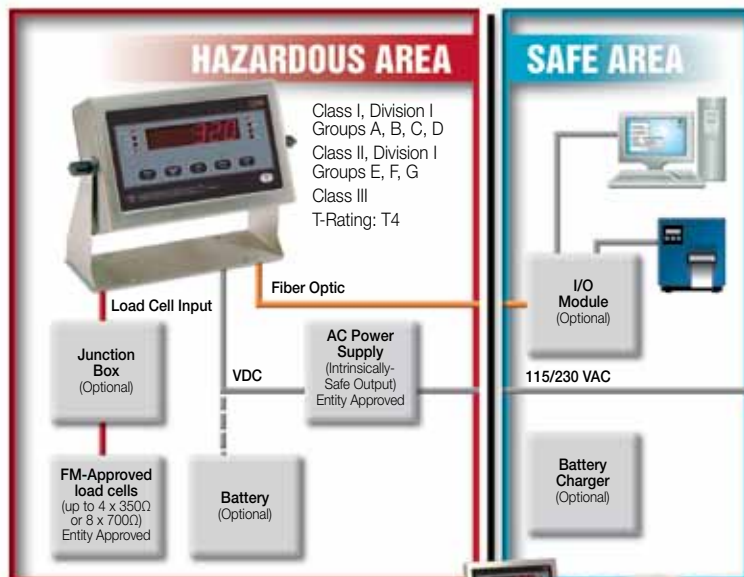 HAZARDOUS AREA
SAFE AREA
320
Class I, Division I
Groups A, B, C, D
Class II, Division I
Groups E, F, G
Class III
T-Rating: T4
Load Cell Input
Fiber Optic
I/O
Module
(Optional)
Junction
Box
(Optional)
VDC
AC Power
Supply
(Intrinsically-
Safe Output)
Entity Approved
115/230 VAC
FM-Approved
load cells
(up to 4 x 350Ω
or 8 x 700Ω)
Entity Approved
Battery
(Optional)
Battery
Charger
(Optional)